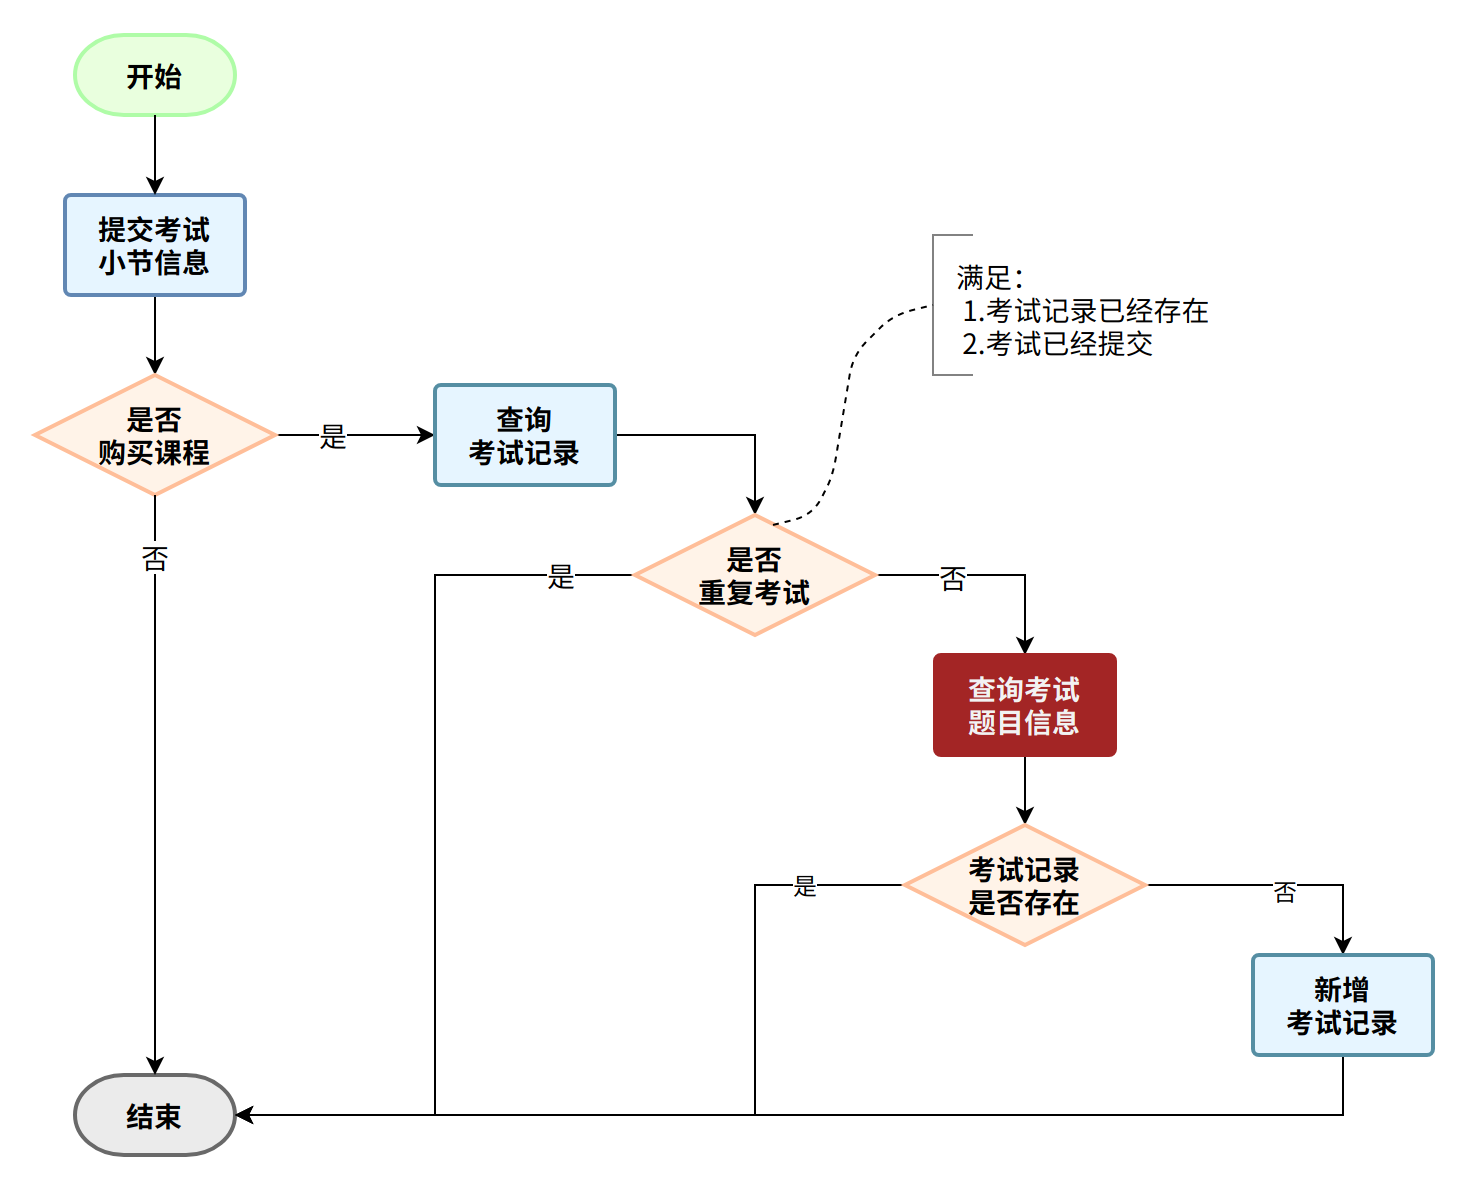 开始
提交考试
小节信息
满足：
1.考试记录已经存在
2.考试已经提交
是否
购买课程
是
查询
考试记录
否
是否
重复考试
是
否
查询考试
题目信息
考试记录
是否存在
是
否
新增
考试记录
结束